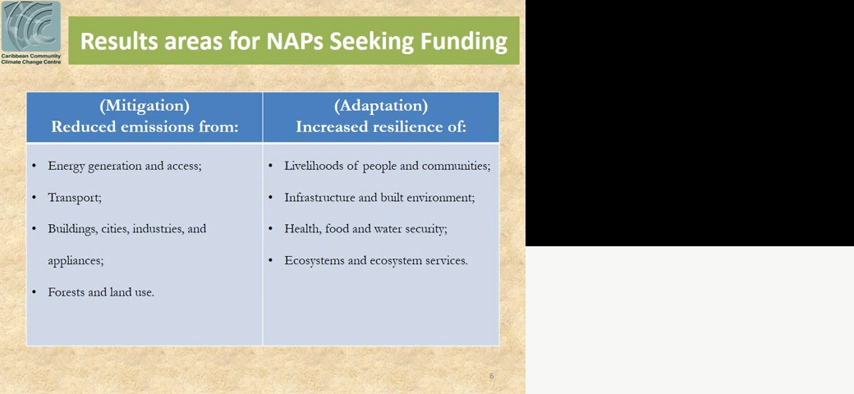 Caribbean Community
Climate Change Centre
Results areas for NAPs Seeking Funding
(Mitigation)
Reduced emissions from:
(Adaptation)
Increased resilience of:
• Energy generation and access;
• Transport;
• Buildings, cities, industries, and
appliances;
• Forests and land use.
• Livelihoods of people and communities;
• Infrastructure and built environment;
• Health, food and water security;
• Ecosystems and ecosystem services.
6